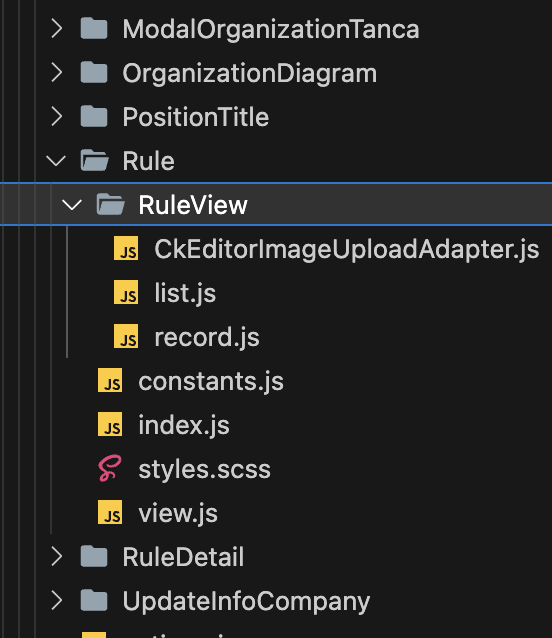 ModalOrganizationTanca
OrganizationDiagram
PositionTitle
Rule
RuleView
JS CkEditorImageUploadAdapter.js
JS list.js
JS record.js
JS constants.js
JS index.js
styles.scss
JS view.js
RuleDetail
UpdateInfoCompany